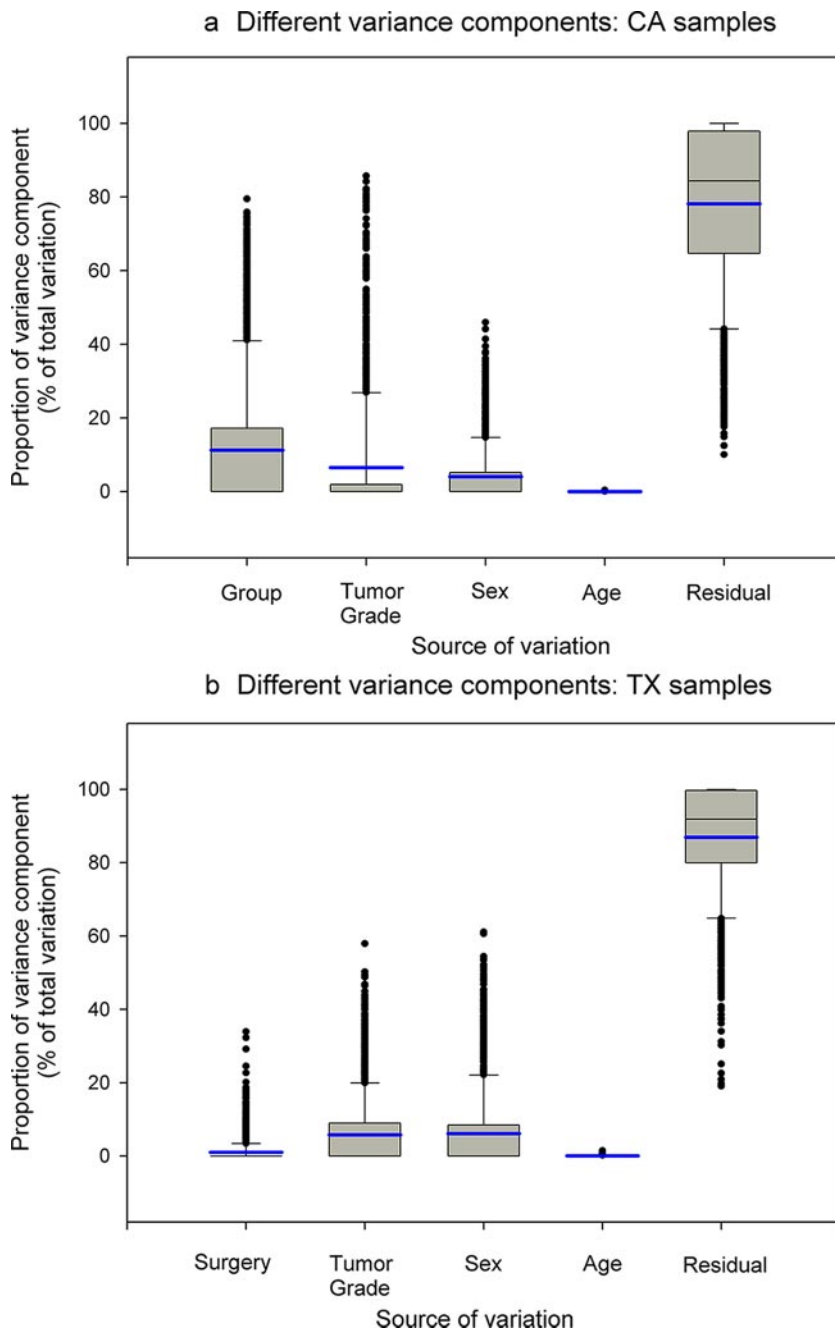 a Different variance components: CA samples
Proportion of variance component
(% of total variation)
100
80
60
40
20
0
Group
Tumor
Grade
Sex
Age
Residual
Source of variation
b Different variance components: TX samples
Proportion of variance component
(% of total variation)
100
80
60
40
20
0
Surgery
Tumor
Grade
Sex
Age
Residual
Source of variation